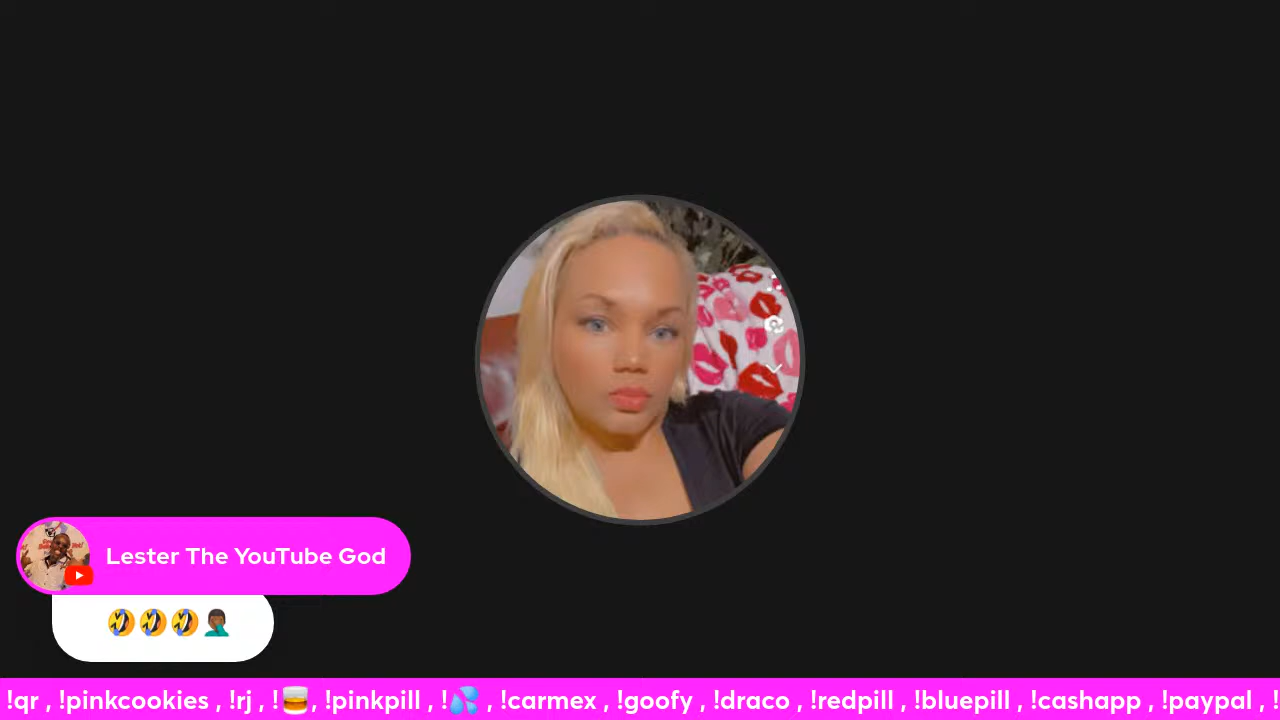 Lester The YouTube God
🤣🤣🤣🤦🏾‍♂️
!qr , !pinkcookies , !rj , !🥃, !pinkpill , !💦 , !carmex , !goofy , !draco , !redpill , !bluepill , !cashapp , !paypal , !